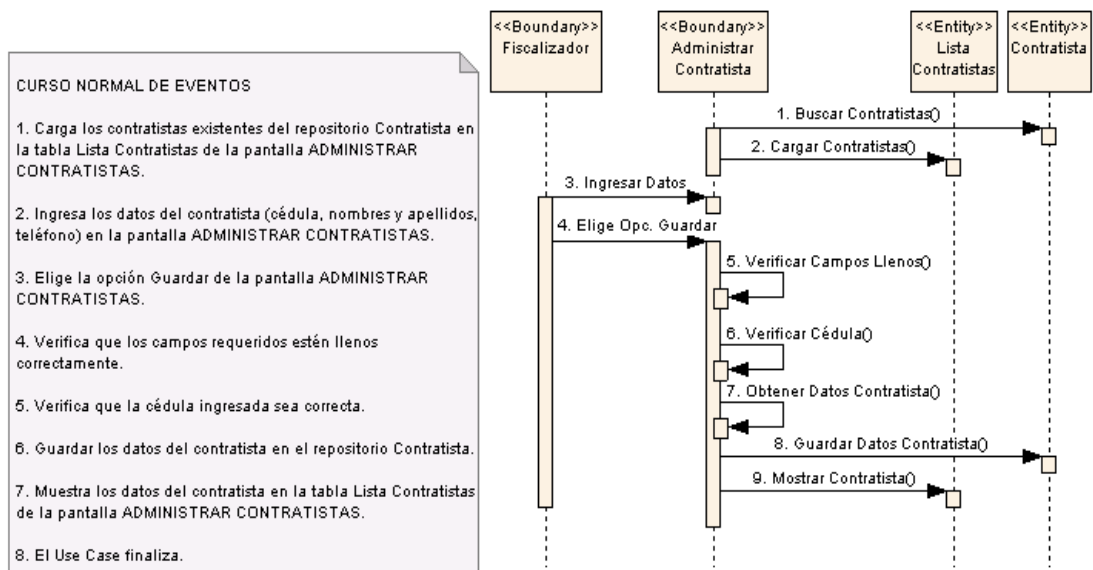 CURSO NORMAL DE EVENTOS
1. Carga los contratistas existentes del repositorio Contratista en
la tabla Lista Contratistas de la pantalla ADMINISTRAR
CONTRATISTAS.
2. Ingresa los datos del contratista (cédula, nombres y apellidos,
teléfono) en la pantalla ADMINISTRAR CONTRATISTAS.
3. Elige la opción Guardar de la pantalla ADMINISTRAR
CONTRATISTAS.
4. Verifica que los campos requeridos estén llenos
correctamente.
5. Verifica que la cédula ingresada sea correcta.
6. Guardar los datos del contratista en el repositorio Contratista.
7. Muestra los datos del contratista en la tabla Lista Contratistas
de la pantalla ADMINISTRAR CONTRATISTAS.
8. El Use Case finaliza.
<<Boundary>>
Fiscalizador
<<Boundary>>
Administrar
Contratista
<<Entity>>
Lista
Contratistas
<<Entity>>
Contratista
1. Buscar Contratistas()
2. Cargar Contratistas()
3. Ingresar Datos
4. Elige Opc. Guardar
5. Verificar Campos Llenos()
6. Verificar Cédula()
7. Obtener Datos Contratista()
8. Guardar Datos Contratista()
9. Mostrar Contratista()